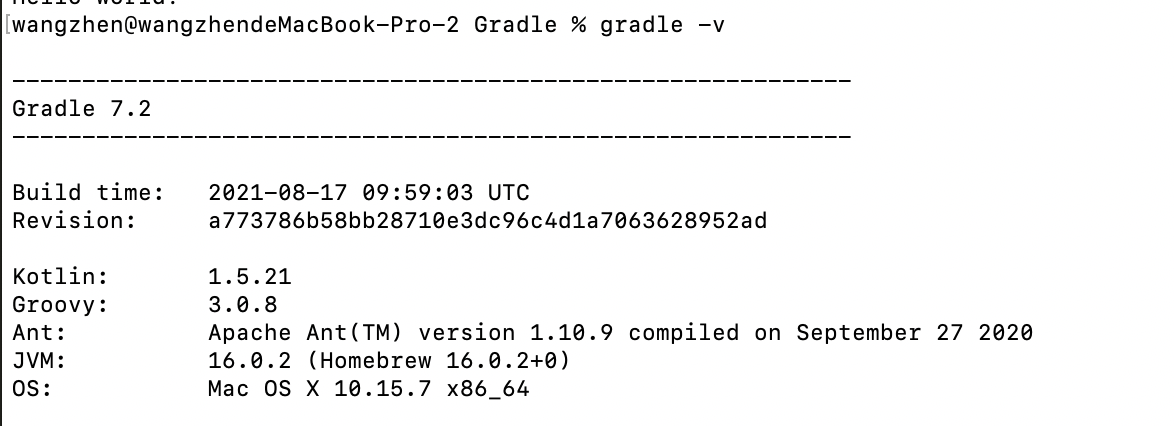 Hello world!
[wangzhen@wangzhendeMacBook-Pro-2 Gradle % gradle -v
------------------------------------------------------------
Gradle 7.2
------------------------------------------------------------
Build time:   2021-08-17 09:59:03 UTC
Revision:     a773786b58bb28710e3dc96c4d1a7063628952ad
Kotlin:       1.5.21
Groovy:       3.0.8
Ant:          Apache Ant(TM) version 1.10.9 compiled on September 27 2020
JVM:          16.0.2 (Homebrew 16.0.2+0)
OS:           Mac OS X 10.15.7 x86_64